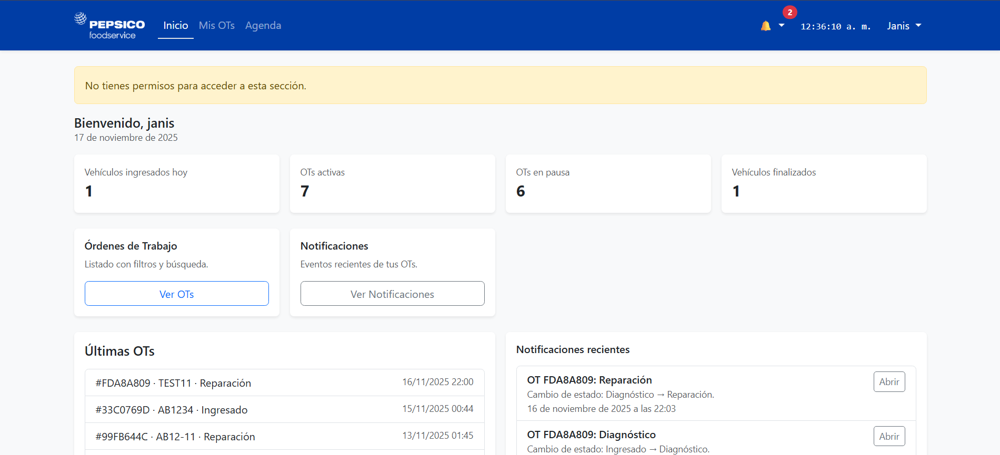 PEPSICO
foodservice
Inicio
Mis OTs
Agenda
2
12:36:10 a. m.
Janis
No tienes permisos para acceder a esta sección.
Bienvenido, janis
17 de noviembre de 2025
Vehículos ingresados hoy
1
OTs activas
7
OTs en pausa
6
Vehículos finalizados
1
Órdenes de Trabajo
Listado con filtros y búsqueda.
Ver OTs
Notificaciones
Eventos recientes de tus OTs.
Ver Notificaciones
Últimas OTs
#FDA8A809 · TEST11 · Reparación
16/11/2025 22:00
#33C0769D · AB1234 · Ingresado
15/11/2025 00:44
#99FB644C · AB12-11 · Reparación
13/11/2025 01:45
Notificaciones recientes
OT FDA8A809: Reparación
Abrir
Cambio de estado: Diagnóstico → Reparación.
16 de noviembre de 2025 a las 22:03
OT FDA8A809: Diagnóstico
Abrir
Cambio de estado: Ingresado → Diagnóstico.